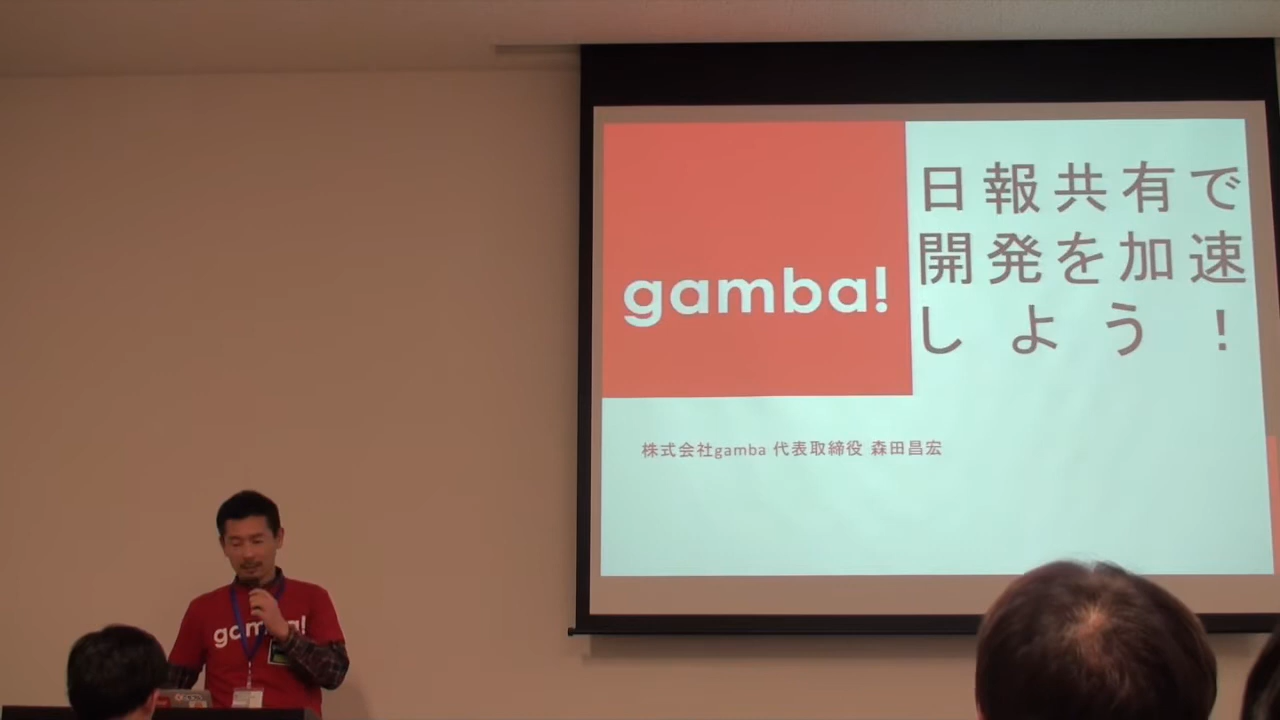 gamba!
日報共有で
開発を加速
しよう！
株式会社gamba 代表取締役 森田昌宏
gamba!